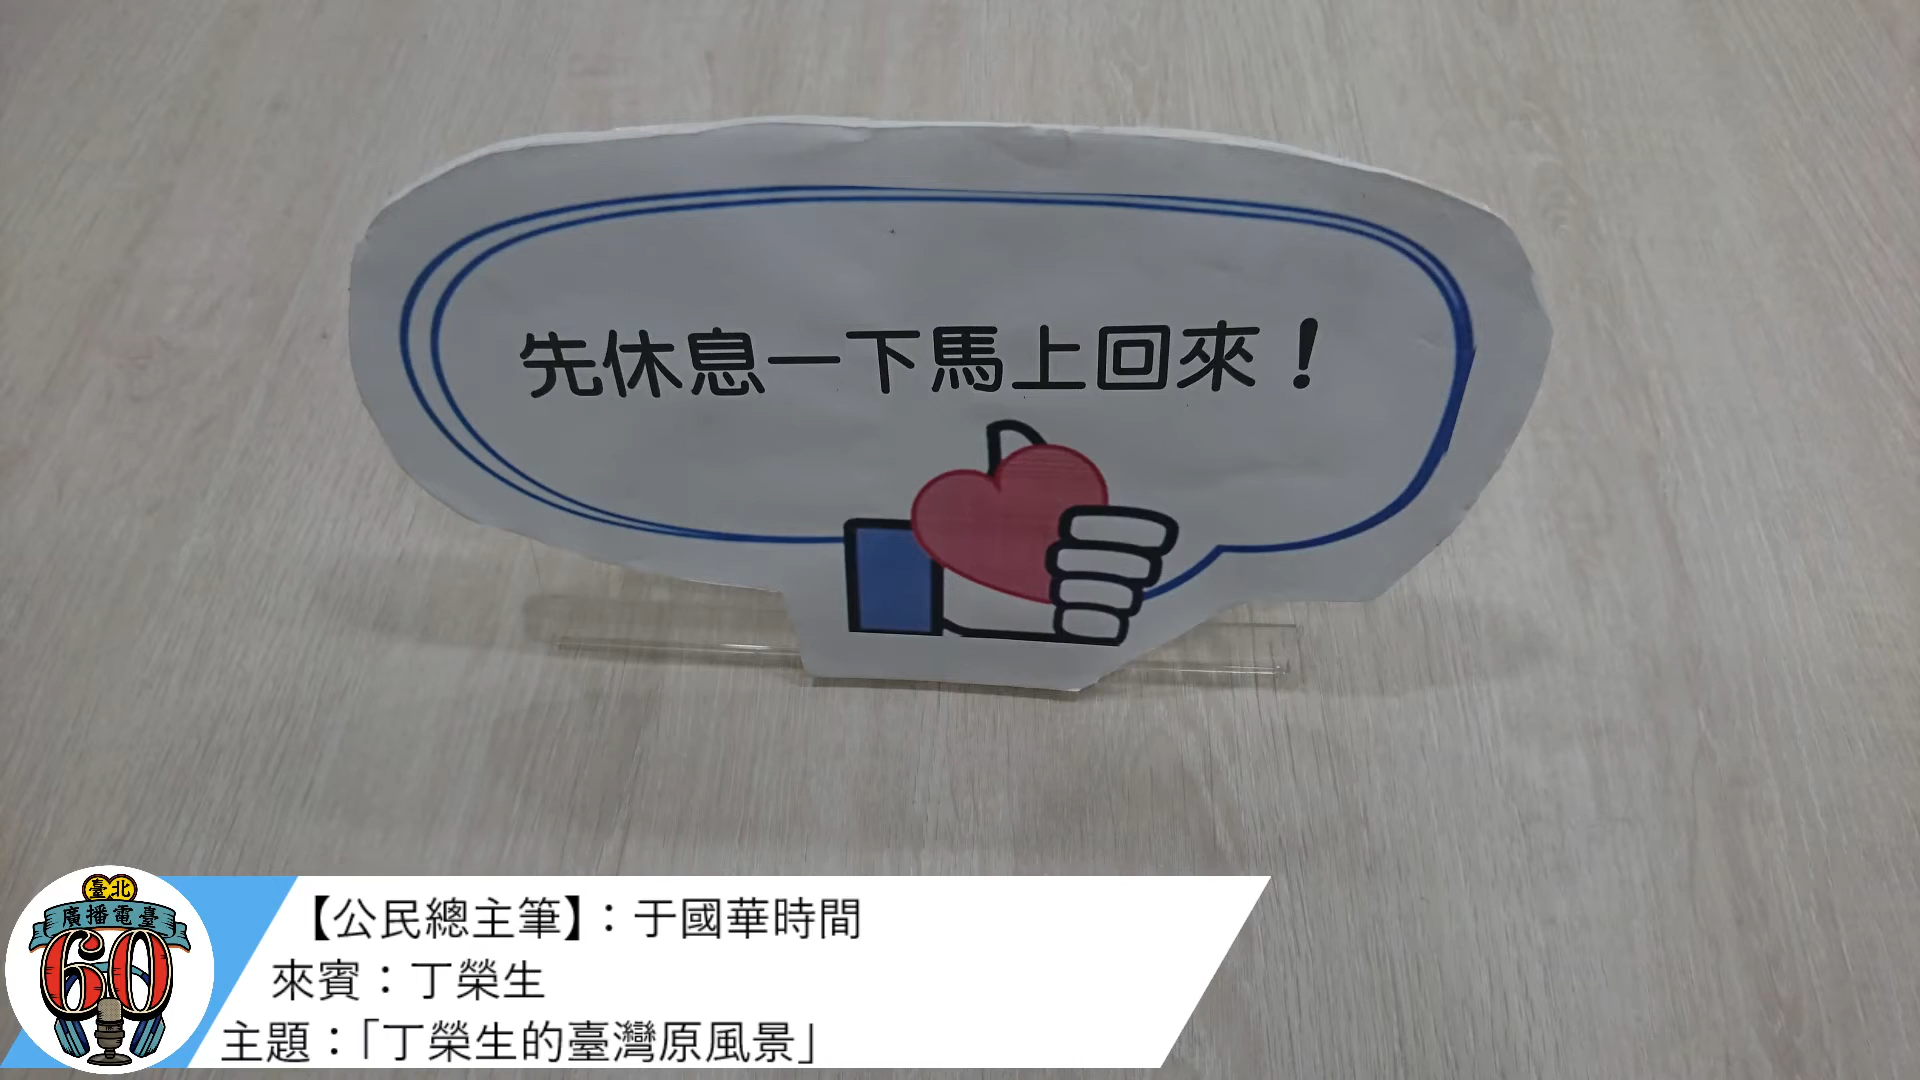 先休息一下馬上回來！
臺北
廣播電臺
60
【公民總主筆】：于國華時間
來賓：丁榮生
主題：「丁榮生的臺灣原風景」